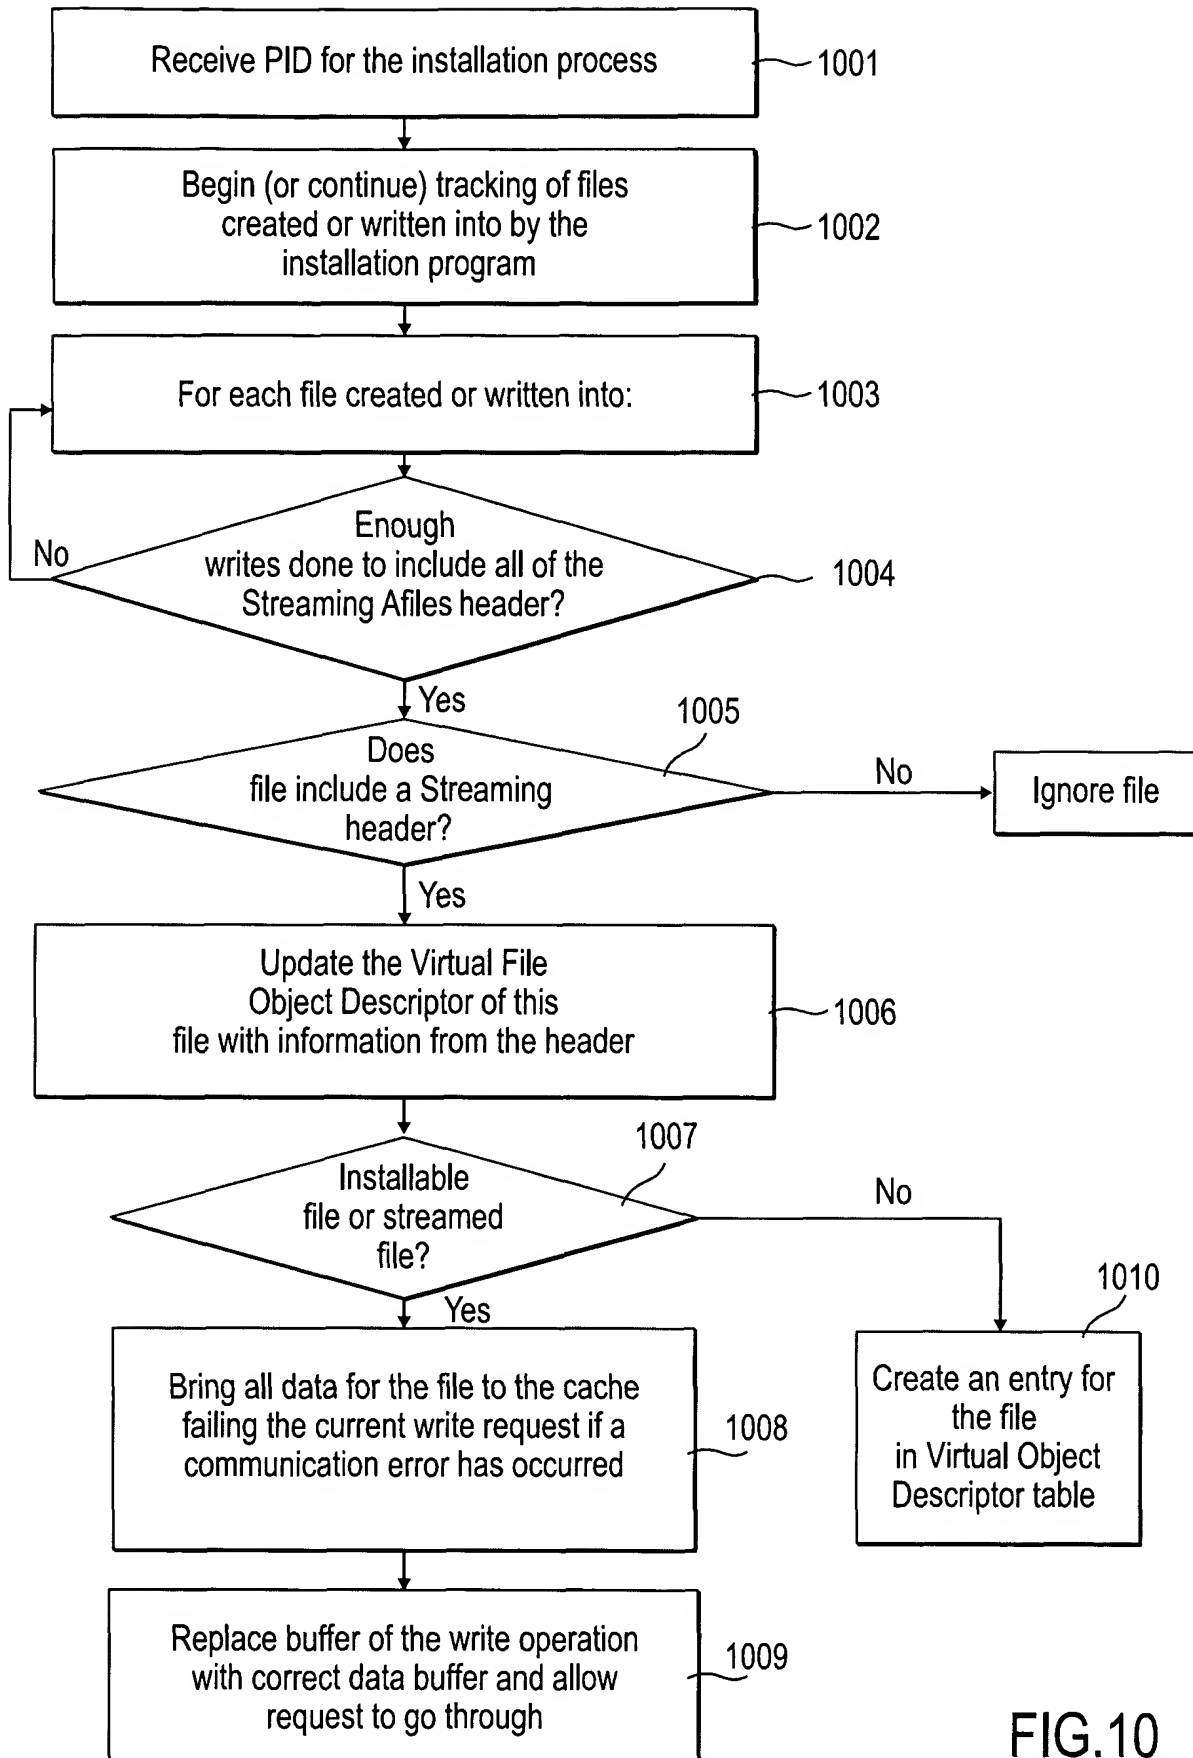 Receive PID for the installation process
1001
Begin (or continue) tracking of files
created or written into by the
installation program
1002
For each file created or written into:
1003
Enough
writes done to include all of the
Streaming Afiles header?
No
1004
Yes
1005
Does
file include a Streaming
header?
No
Ignore file
Yes
Update the Virtual File
Object Descriptor of this
file with information from the header
1006
1007
Installable
file or streamed
file?
No
Yes
1010
Bring all data for the file to the cache
failing the current write request if a
communication error has occurred
1008
Create an entry for
the file
in Virtual Object
Descriptor table
Replace buffer of the write operation
with correct data buffer and allow
request to go through
1009
FIG.10